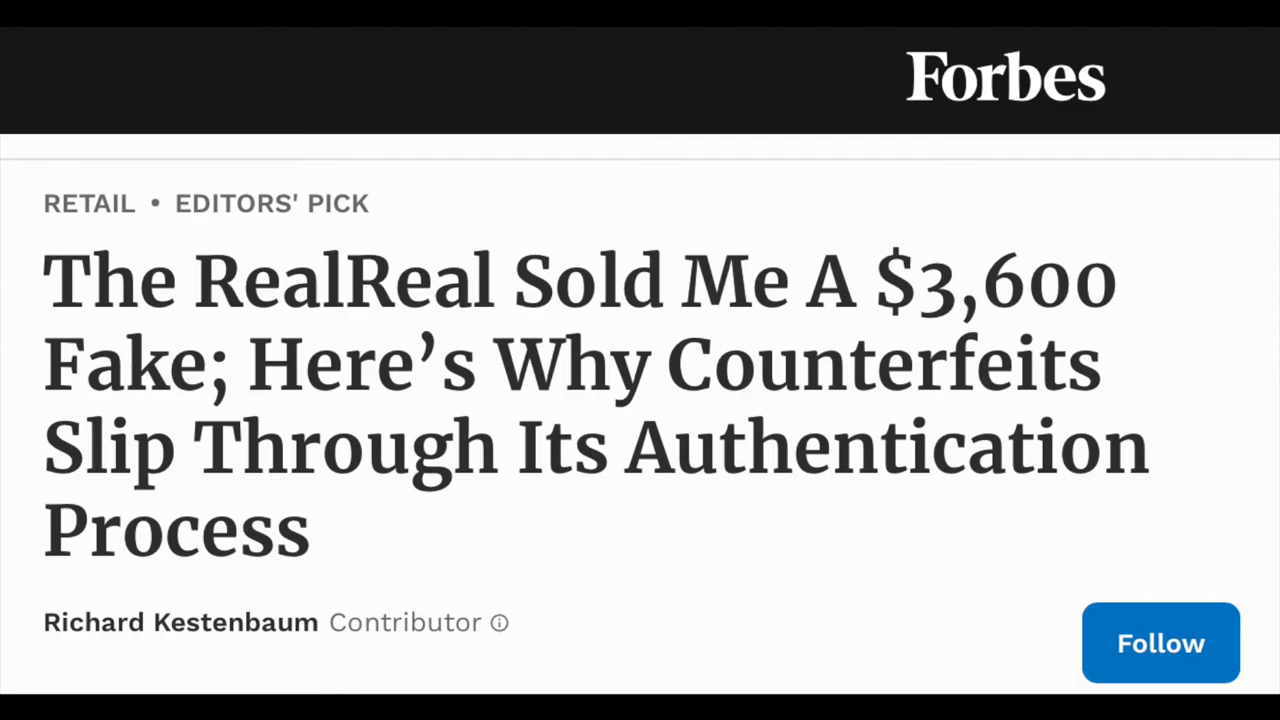 Forbes
RETAIL • EDITORS' PICK
The RealReal Sold Me A $3,600
Fake; Here’s Why Counterfeits
Slip Through Its Authentication
Process
Richard Kestenbaum Contributor
Follow